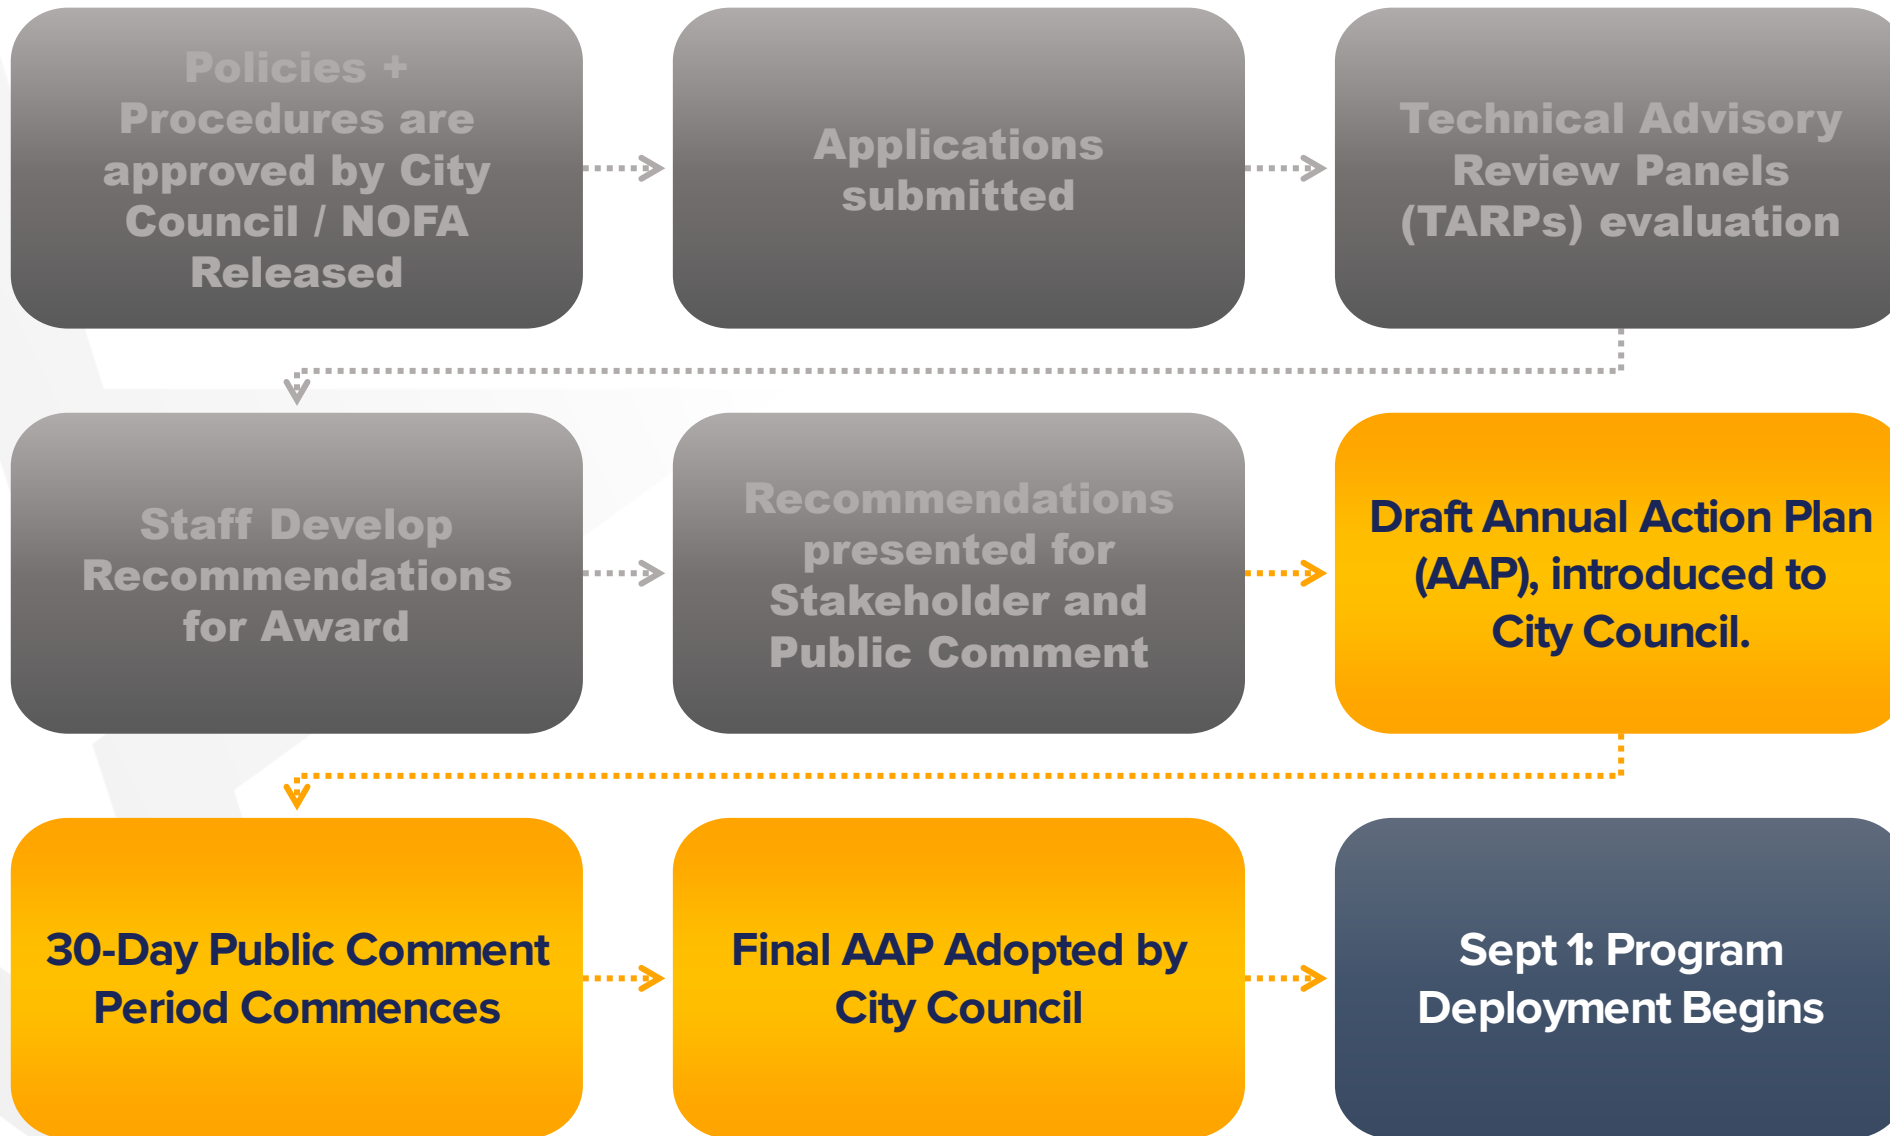 Policies +
Procedures are
approved by City
Council / NOFA
Released
Applications
submitted
Technical Advisory
Review Panels
(TARPs) evaluation
Staff Develop
Recommendations
for Award
Recommendations
presented for
Stakeholder and
Public Comment
Draft Annual Action Plan
(AAP), introduced to
City Council.
30-Day Public Comment
Period Commences
Final AAP Adopted by
City Council
Sept 1: Program
Deployment Begins